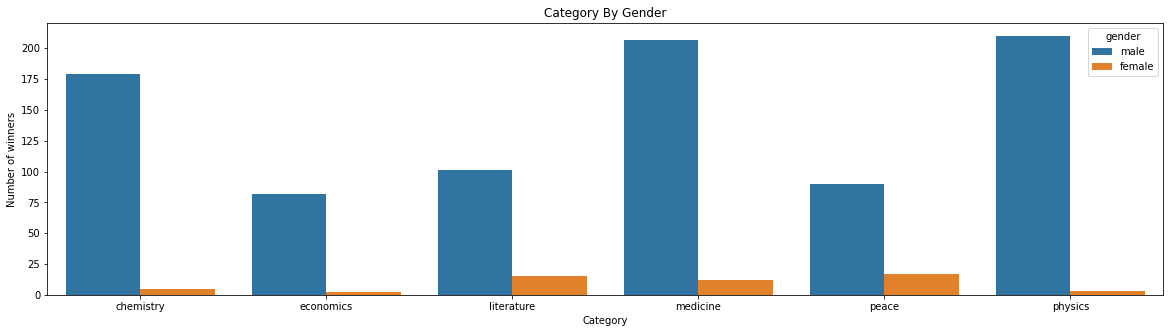 Category By Gender
gender
male
female
Number of winners
200
175
150
125
100
75
50
25
0
chemistry economics literature medicine peace physics
Category